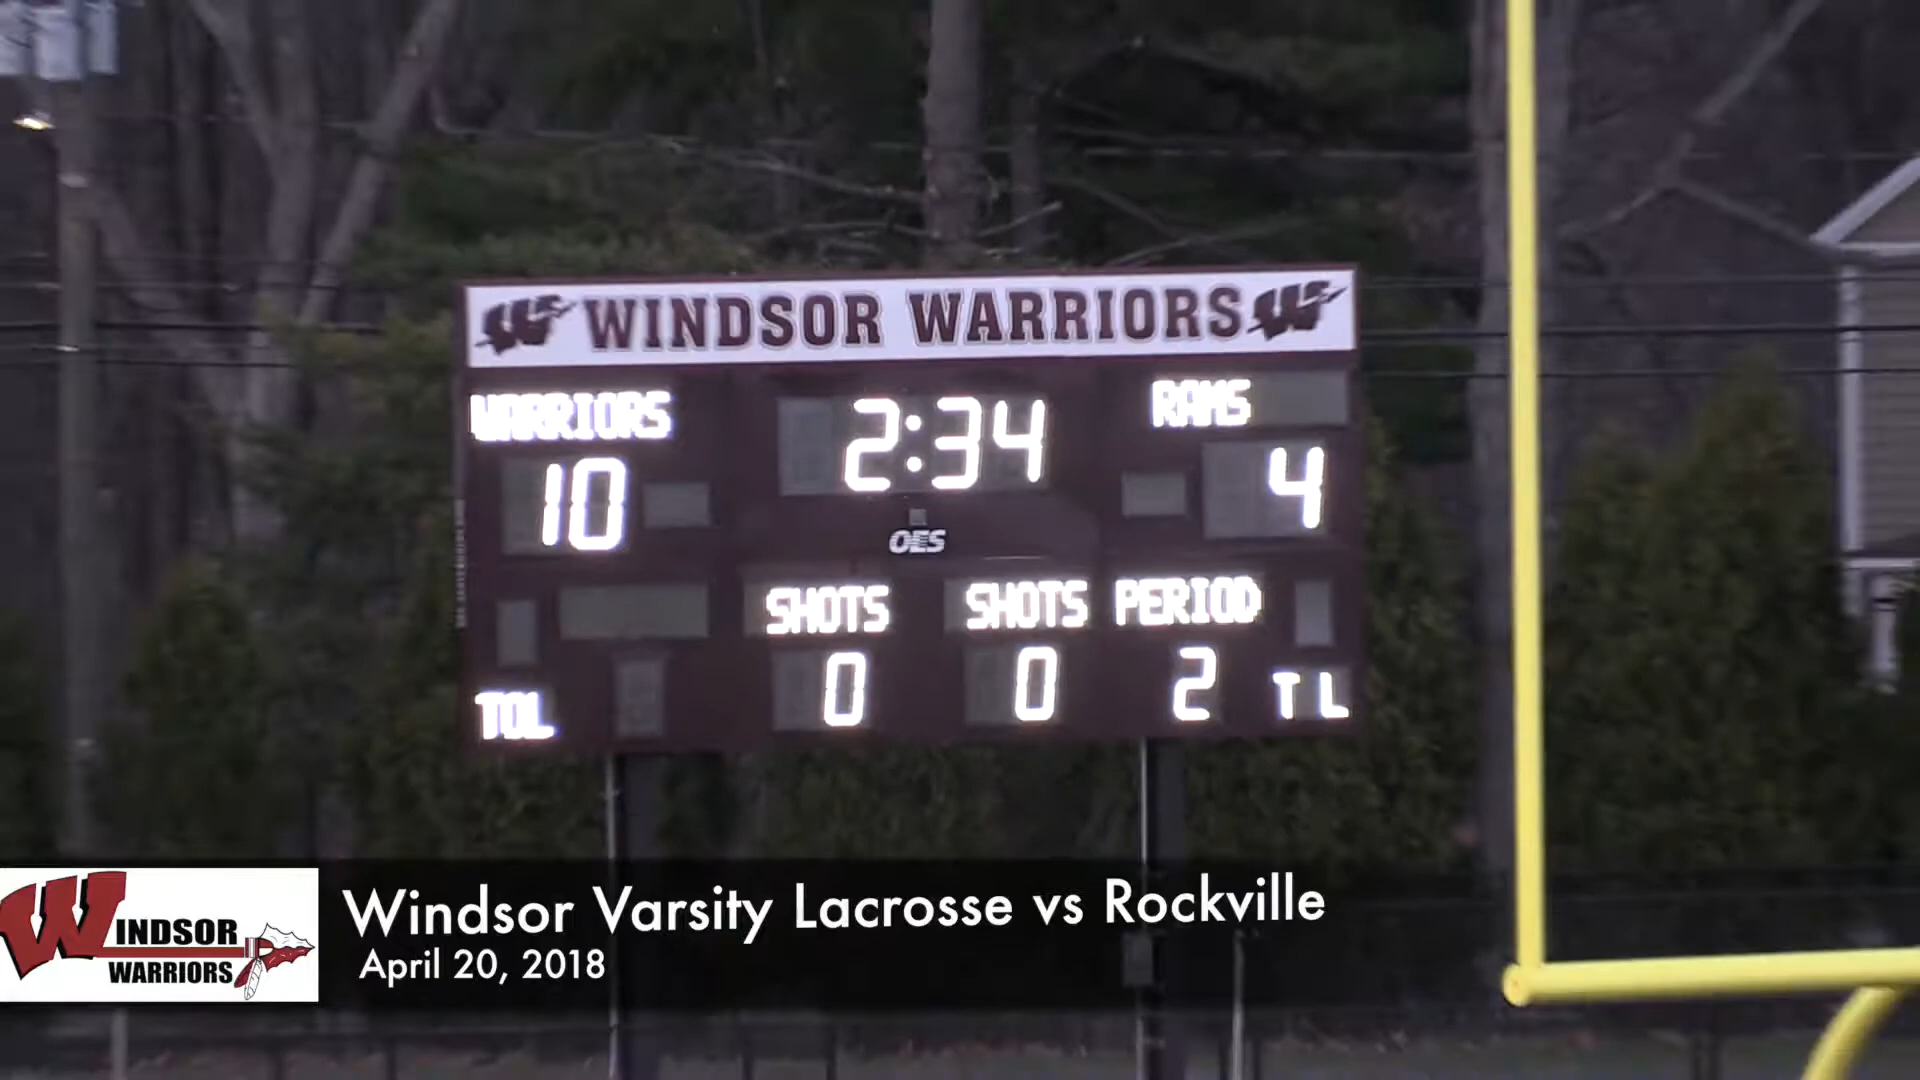 WINDSOR WARRIORS
WARRIORS
2:34
RAMS
10
4
OES
SHOTS
SHOTS
PERIOD
0
0
2
TOL
T L
WINDSOR
WARRIORS
Windsor Varsity Lacrosse vs Rockville
April 20, 2018